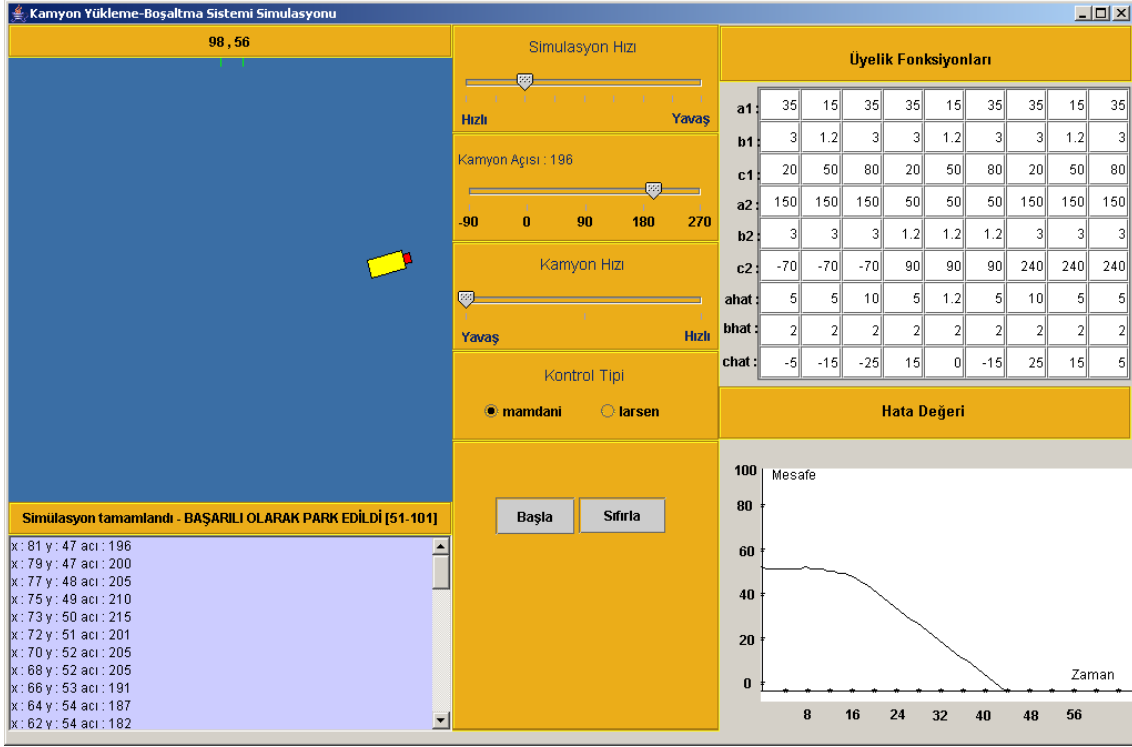 Kamyon Yükleme-Boşaltma Sistemi Simulasyonu
98 , 56
Simülasyon tamamlandı - BAŞARILI OLARAK PARK EDİLDİ [51-101]
x : 81 y : 47 acı : 196
x : 79 y : 47 acı : 200
x : 77 y : 48 acı : 205
x : 75 y : 49 acı : 210
x : 73 y : 50 acı : 215
x : 72 y : 51 acı : 201
x : 70 y : 52 acı : 205
x : 68 y : 52 acı : 205
x : 66 y : 53 acı : 191
x : 64 y : 54 acı : 187
x : 62 y : 54 acı : 182
Simulasyon Hızı
Hızlı Yavaş
Kamyon Açısı : 196
-90 0 90 180 270
Kamyon Hızı
Yavaş Hızlı
Kontrol Tipi
mamdani larsen
Başla Sıfırla
Üyelik Fonksiyonları
a1 : 35 15 35 35 15 35 35 15 35
b1 : 3 1.2 3 3 1.2 3 3 1.2 3
c1 : 20 50 80 20 50 80 20 50 80
a2 : 150 150 150 50 50 50 150 150 150
b2 : 3 3 3 1.2 1.2 1.2 3 3 3
c2 : -70 -70 -70 90 90 90 240 240 240
ahat : 5 5 10 5 1.2 5 10 5 5
bhat : 2 2 2 2 2 2 2 2 2
chat : -5 -15 -25 15 0 -15 25 15 5
Hata Değeri
100 Mesafe
80
60
40
20
0 Zaman
8 16 24 32 40 48 56